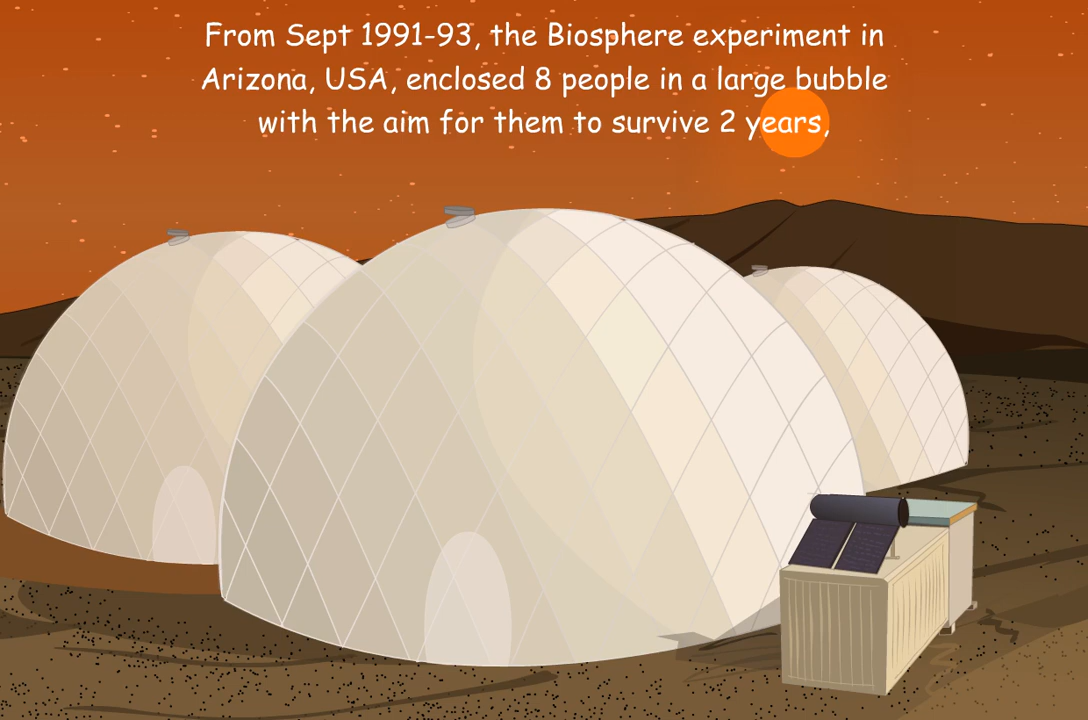 From Sept 1991-93, the Biosphere experiment in
Arizona, USA, enclosed 8 people in a large bubble
with the aim for them to survive 2 years,